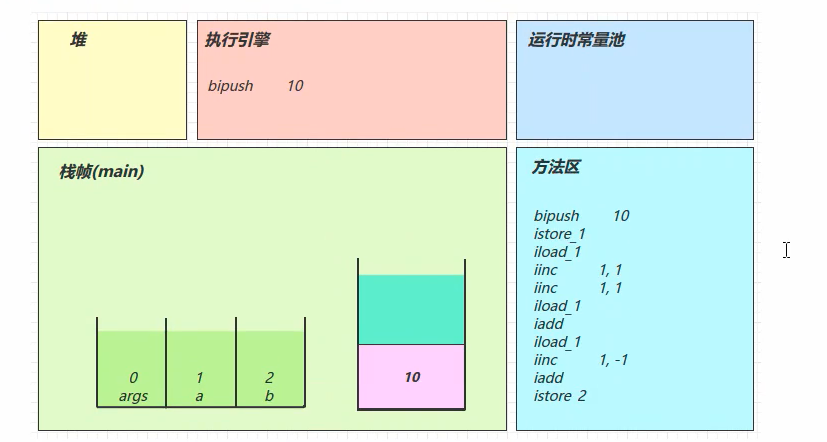 堆
执行引擎
bipush 10
运行时常量池
栈帧(main)
0 1 2
args a b
10
方法区
bipush 10
istore_1
iload_1
iinc 1, 1
iinc 1, 1
iload_1
iadd
iload_1
iinc 1, -1
iadd
istore 2